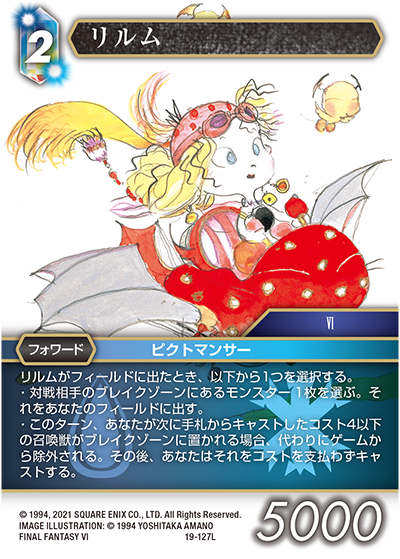 2
リルム
VI
フォワード
ピクトマンサー
リルムがフィールドに出たとき、以下から1つを選択する。
・対戦相手のブレイクゾーンにあるモンスター1枚を選ぶ。そ
れをあなたのフィールドに出す。
・このターン、あなたが次に手札からキャストしたコスト4以下
の召喚獣がブレイクゾーンに置かれる場合、代わりにゲームか
ら除外される。その後、あなたはそれをコストを支払わずキャ
ストする。
© 1994, 2021 SQUARE ENIX CO., LTD. All Rights Reserved.
IMAGE ILLUSTRATION: © 1994 YOSHITAKA AMANO
FINAL FANTASY VI 19-127L
5000